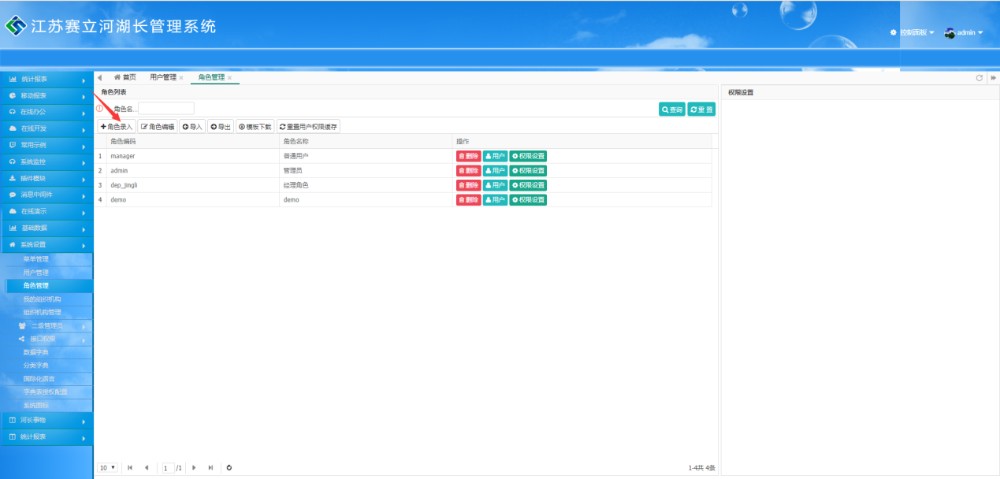 江苏赛立河湖长管理系统
控制面板 admin
统计报表
移动报表
在线办公
在线开发
常用示例
系统监控
插件模块
消息中间件
在线演示
基础数据
系统设置
菜单管理
用户管理
角色管理
我的组织机构
组织机构管理
二级管理员
接口权限
数据字典
分类字典
国际化语言
字典表授权配置
系统图标
河长事物
统计报表
首页 用户管理 × 角色管理 ×
角色列表
角色名...
查询 重置
角色录入 角色编辑 导入 导出 模板下载 重置用户权限缓存
角色编码 角色名称 操作
1 manager 普通用户 删除 用户 权限设置
2 admin 管理员 删除 用户 权限设置
3 dep_jingli 经理角色 删除 用户 权限设置
4 demo demo 删除 用户 权限设置
10 1 /1 1-4共 4条
权限设置